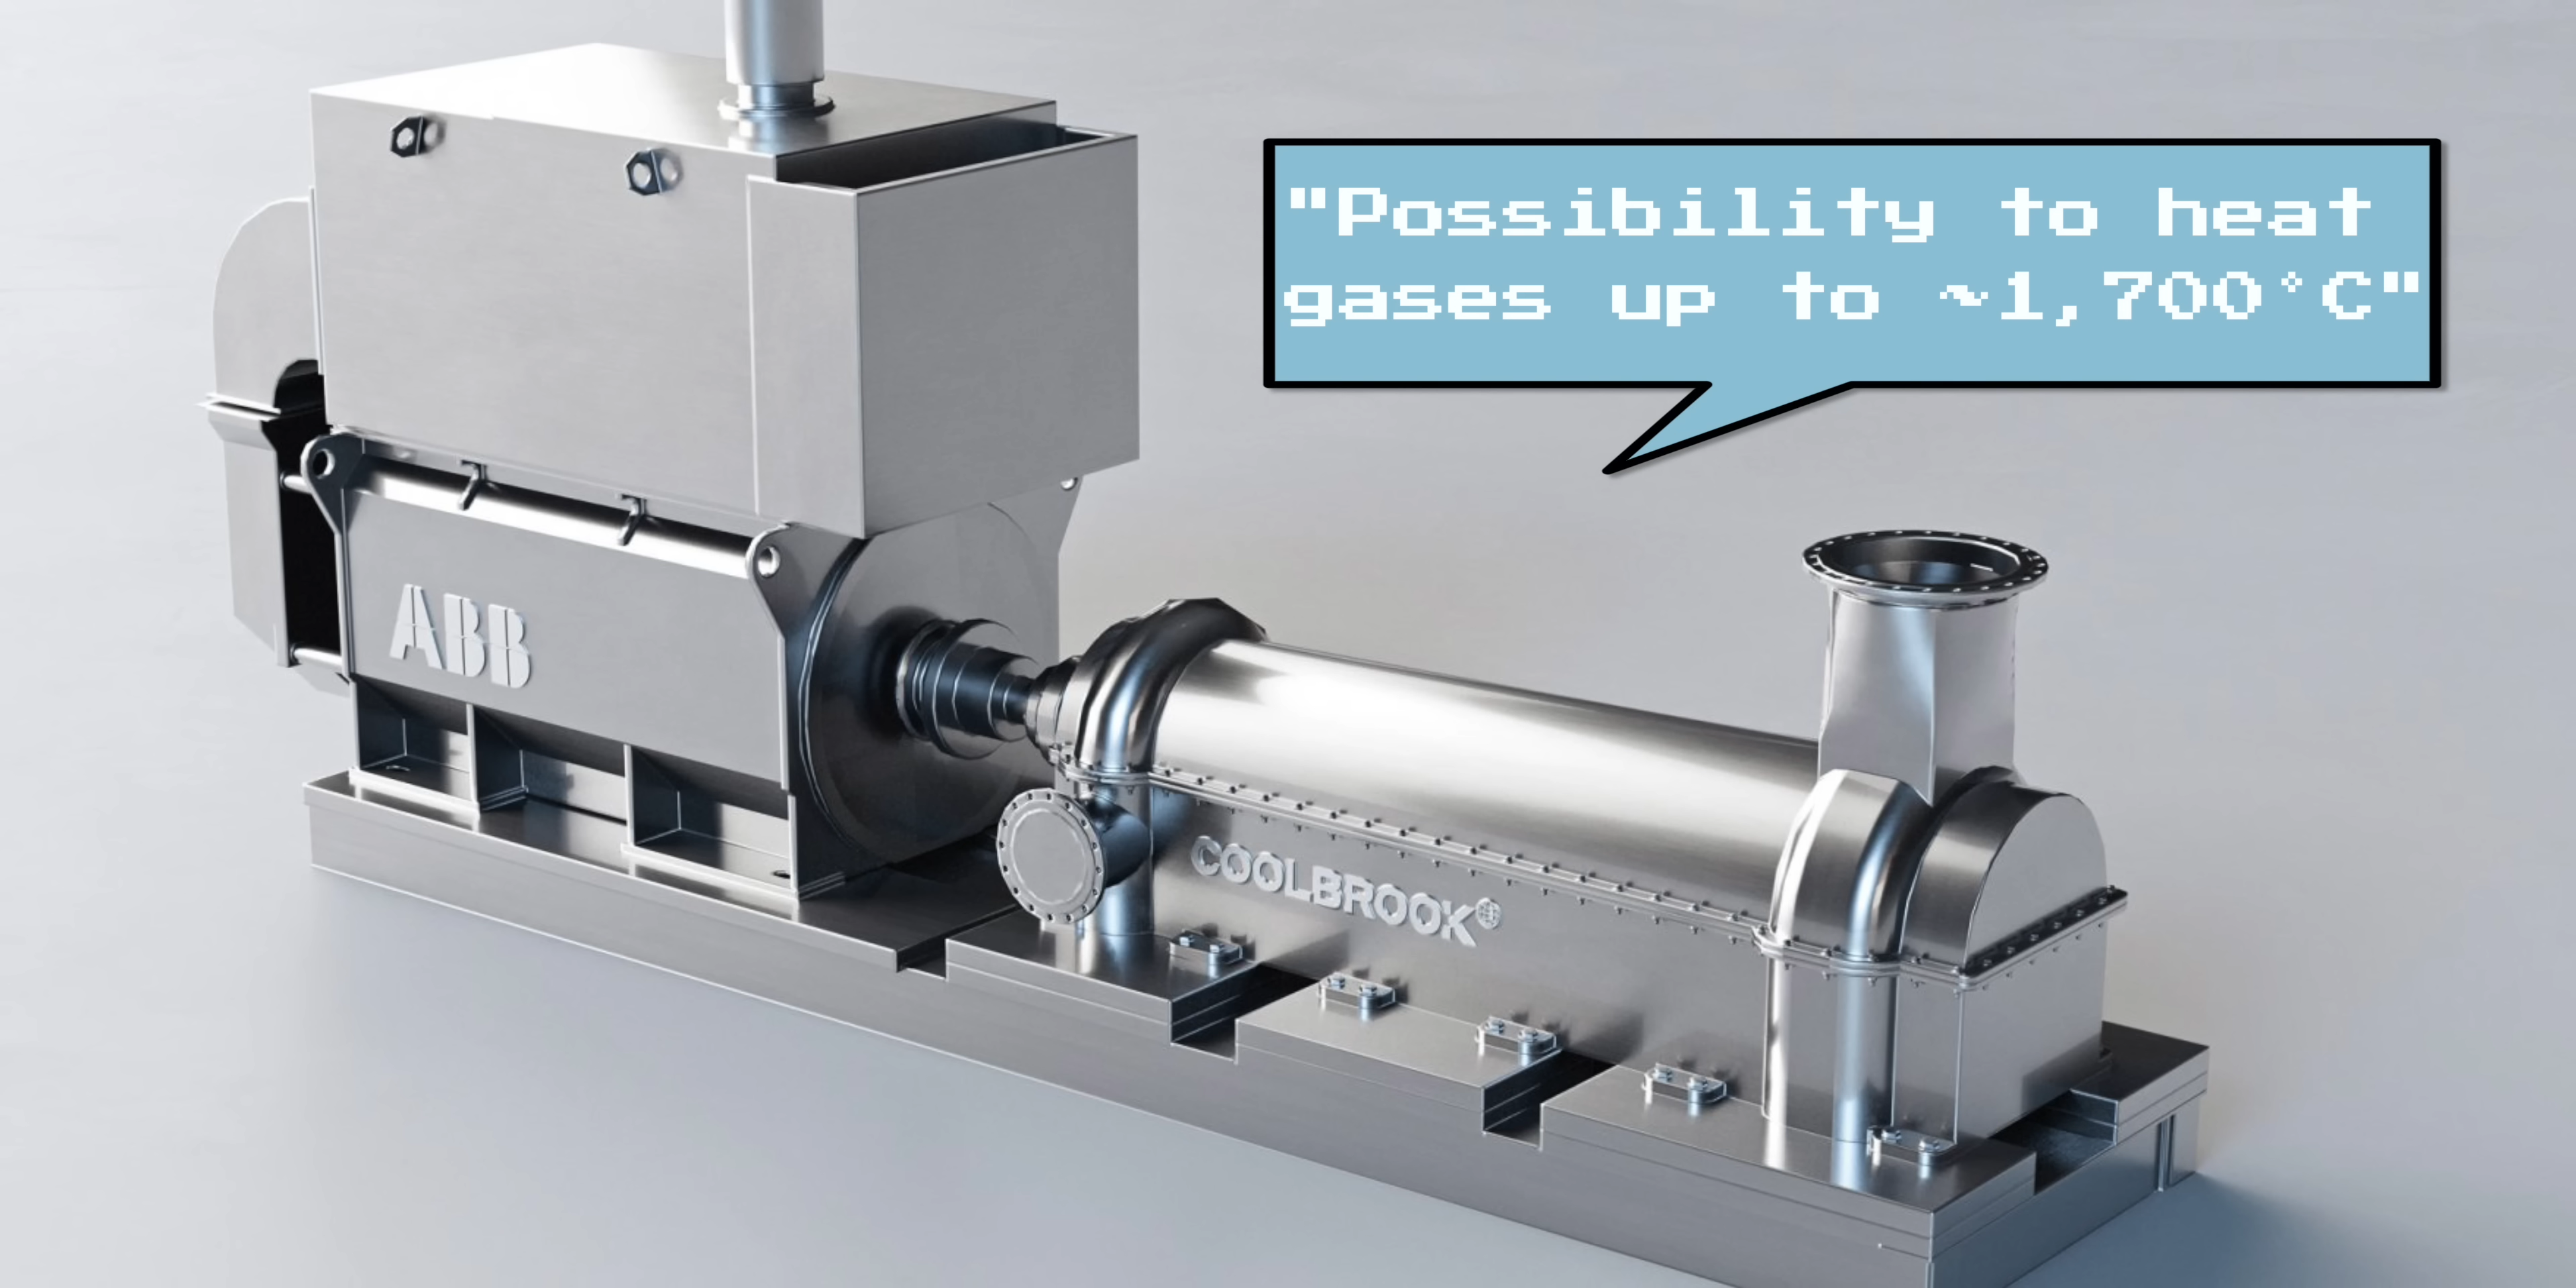 "Possibility to heat
gases up to ~1,700°C"
ABB
COOLBROOK